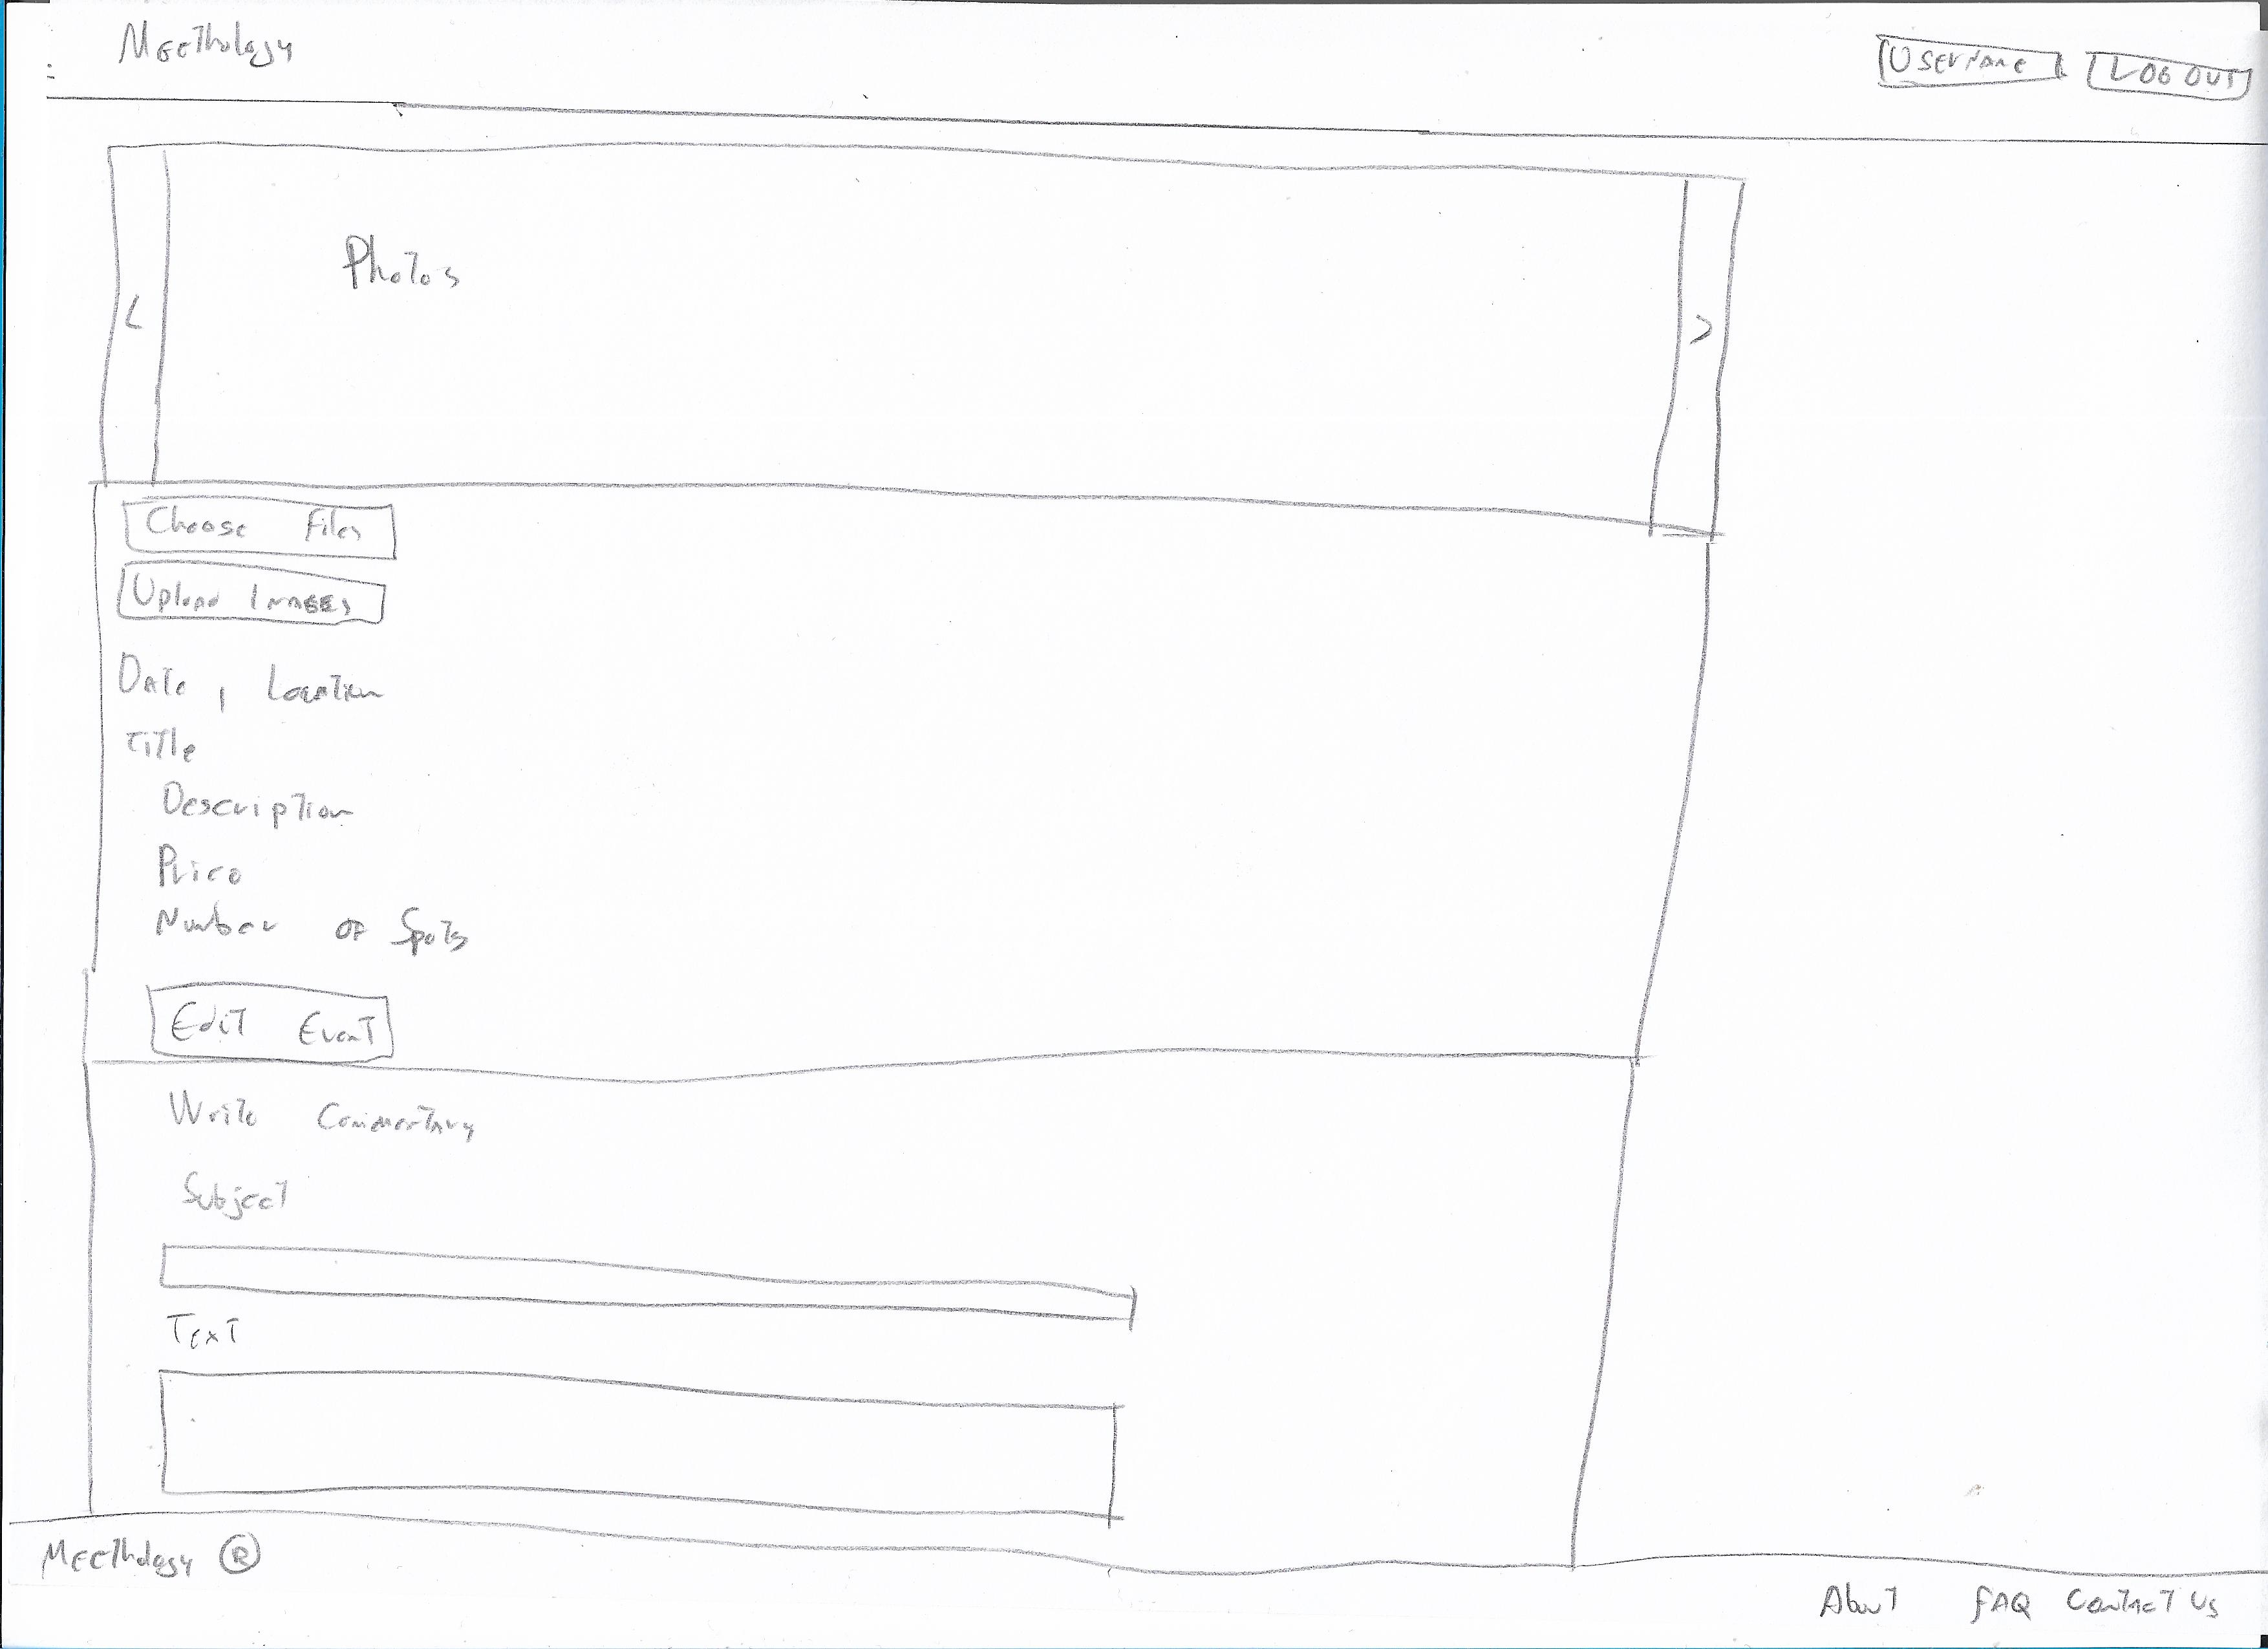 Meethology
Username
LOG OUT
Photos
<
>
Choose Files
Upload Images
Date, Location
Title
Description
Price
Number of Spots
Edit Event
Write Commentary
Subject
Text
Meethology ®
About FAQ Contact Us